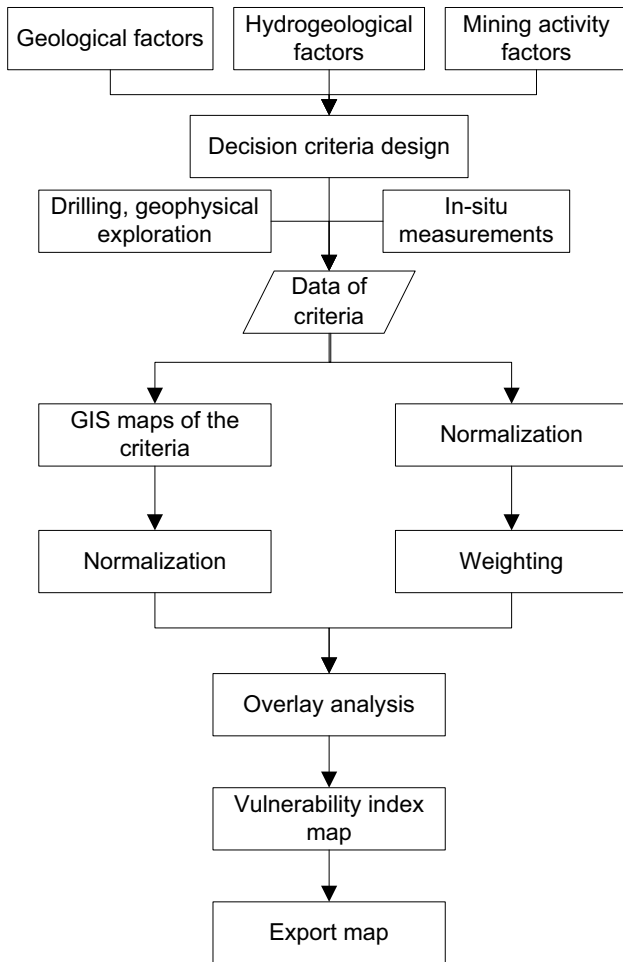 Geological factors
Hydrogeological
factors
Mining activity
factors
Decision criteria design
Drilling, geophysical
exploration
In-situ
measurements
Data of
criteria
GIS maps of the
criteria
Normalization
Normalization
Weighting
Overlay analysis
Vulnerability index
map
Export map